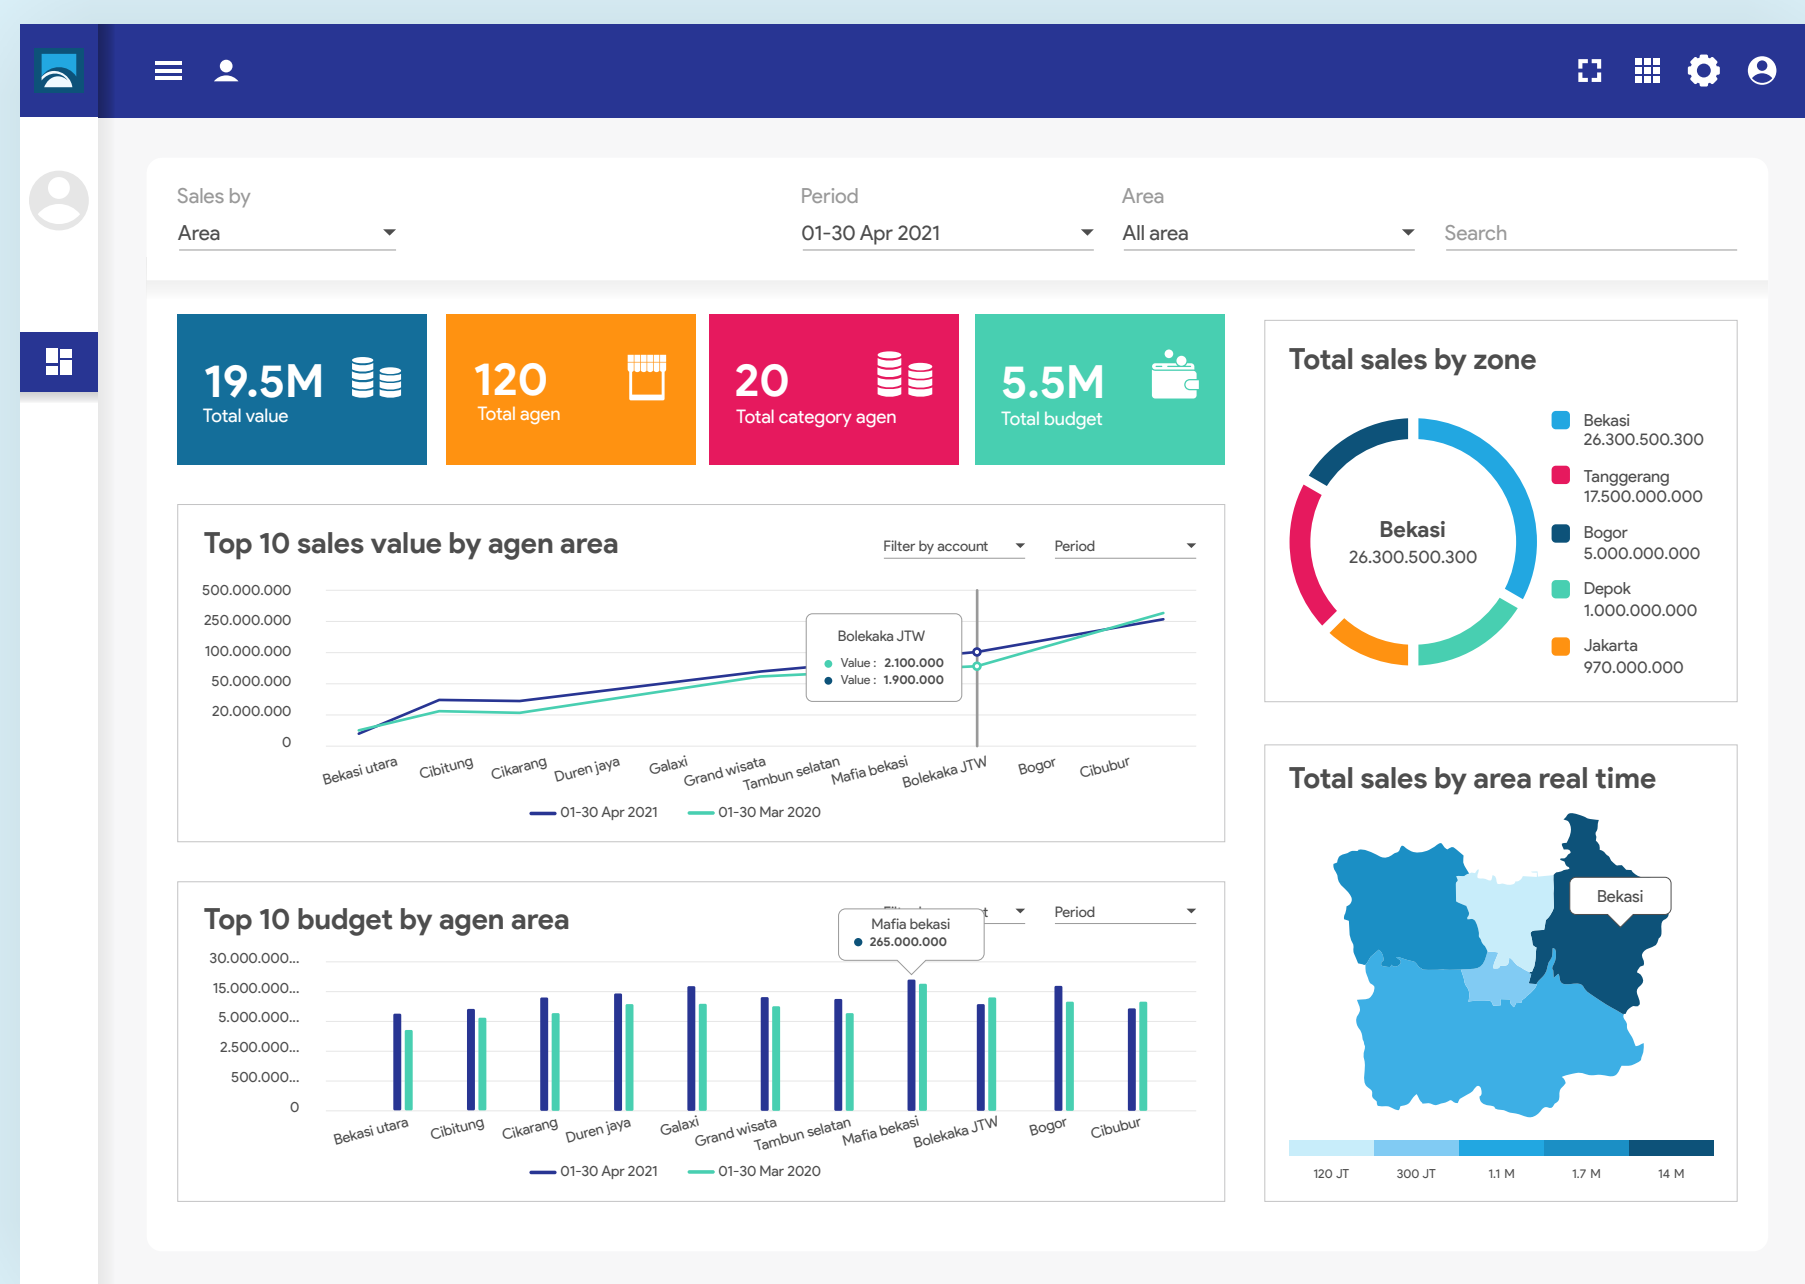 Sales by
Area
Period
01-30 Apr 2021
Area
All area
Search
19.5M
Total value
120
Total agen
20
Total category agen
5.5M
Total budget
Total sales by zone
Bekasi
26.300.500.300
Bekasi
26.300.500.300
Tanggerang
17.500.000.000
Bogor
5.000.000.000
Depok
1.000.000.000
Jakarta
970.000.000
Top 10 sales value by agen area
Filter by account
Period
500.000.000
250.000.000
100.000.000
50.000.000
20.000.000
0
Bolekaka JTW
Value : 2.100.000
Value : 1.900.000
Bekasi utara
Cibitung
Cikarang
Duren jaya
Galaxi
Grand wisata
Tambun selatan
Mafia bekasi
Bolekaka JTW
Bogor
Cibubur
01-30 Apr 2021
01-30 Mar 2020
Total sales by area real time
Bekasi
120 JT
300 JT
1.1 M
1.7 M
14 M
Top 10 budget by agen area
Period
Mafia bekasi
265.000.000
30.000.000...
15.000.000...
5.000.000...
2.500.000...
500.000...
0
Bekasi utara
Cibitung
Cikarang
Duren jaya
Galaxi
Grand wisata
Tambun selatan
Mafia bekasi
Bolekaka JTW
Bogor
Cibubur
01-30 Apr 2021
01-30 Mar 2020